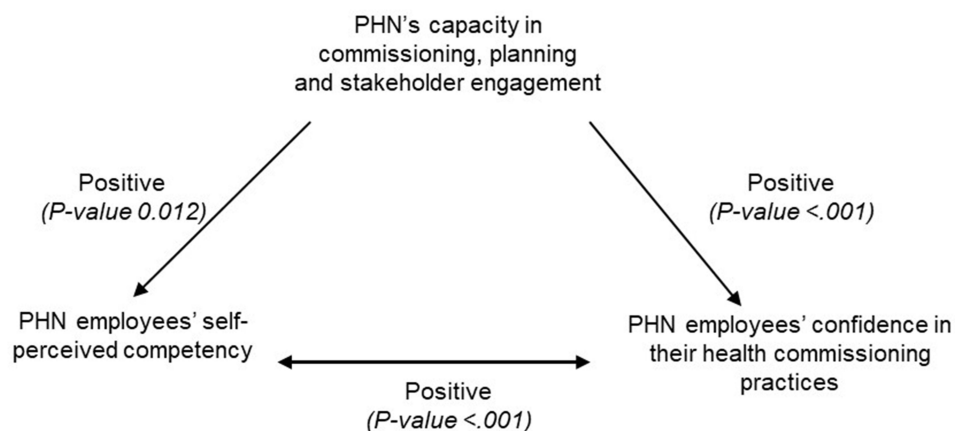 PHN's capacity in
commissioning, planning
and stakeholder engagement
Positive
(P-value 0.012)
Positive
(P-value <.001)
PHN employees' self-
perceived competency
PHN employees' confidence in
their health commissioning
practices
Positive
(P-value <.001)